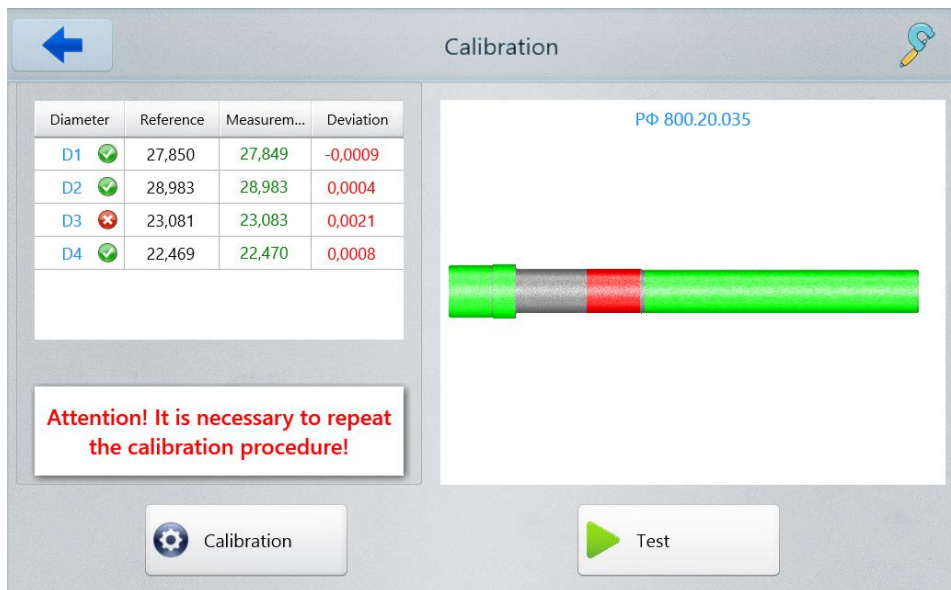 Calibration
Diameter Reference Measurem... Deviation
D1 27,850 27,849 -0,0009
D2 28,983 28,983 0,0004
D3 23,081 23,083 0,0021
D4 22,469 22,470 0,0008
РФ 800.20.035
Attention! It is necessary to repeat
the calibration procedure!
Calibration
Test